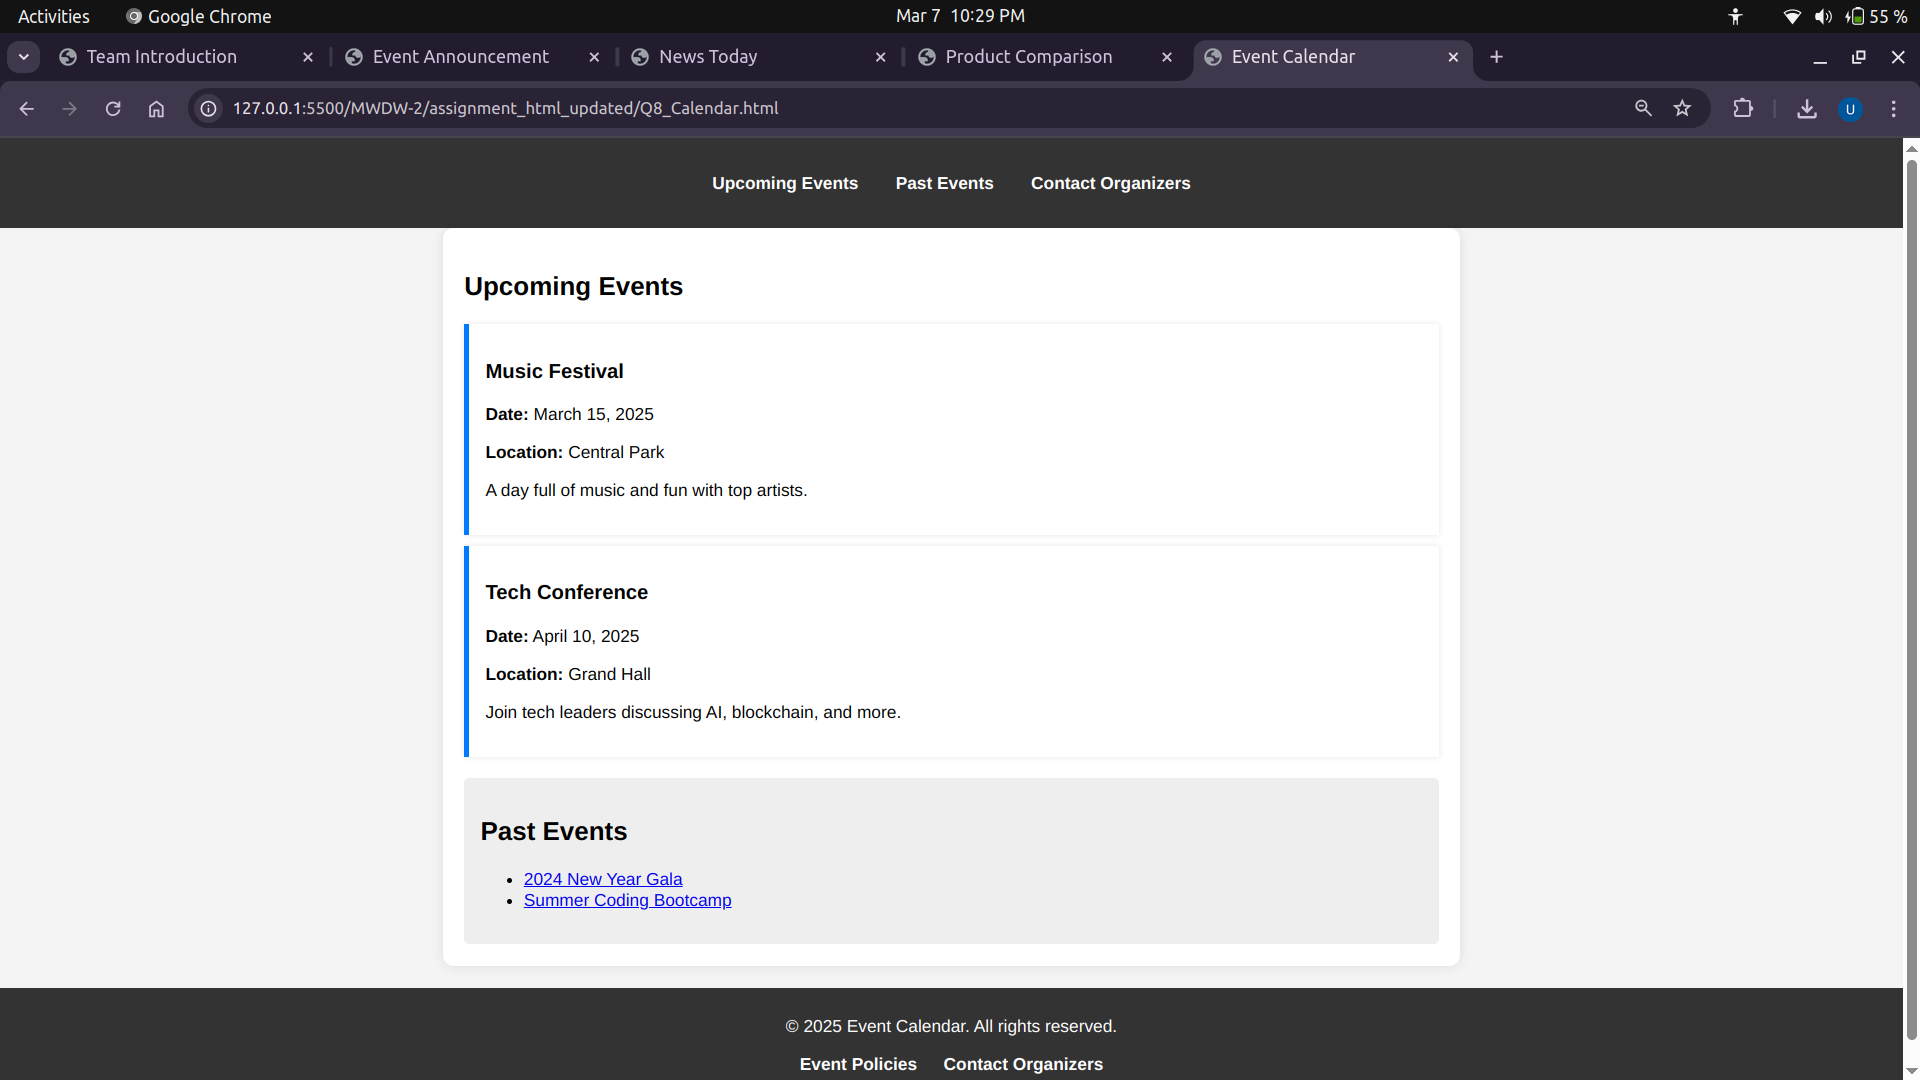 Activities Google Chrome Mar 7 10:29 PM 55 %
Team Introduction Event Announcement News Today Product Comparison Event Calendar
127.0.0.1:5500/MWDW-2/assignment_html_updated/Q8_Calendar.html U
Upcoming Events Past Events Contact Organizers
Upcoming Events
Music Festival
Date: March 15, 2025
Location: Central Park
A day full of music and fun with top artists.
Tech Conference
Date: April 10, 2025
Location: Grand Hall
Join tech leaders discussing AI, blockchain, and more.
Past Events
• 2024 New Year Gala
• Summer Coding Bootcamp
© 2025 Event Calendar. All rights reserved.
Event Policies Contact Organizers